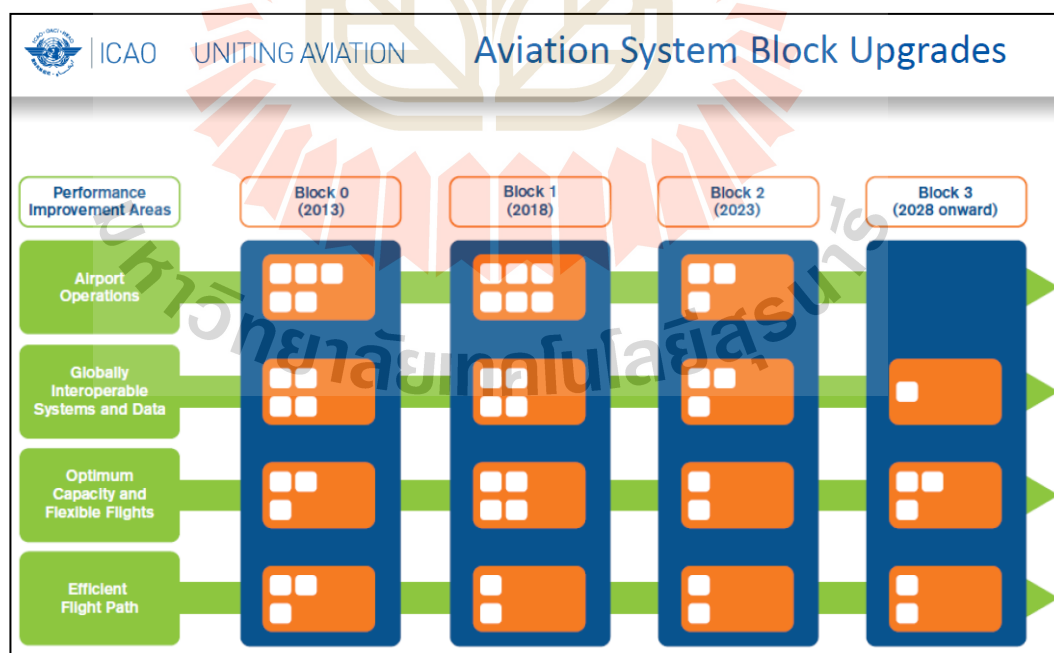 ICAO UNITING AVIATION Aviation System Block Upgrades
Performance
Improvement Areas
Block 0
(2013)
Block 1
(2018)
Block 2
(2023)
Block 3
(2028 onward)
Airport
Operations
Globally
Interoperable
Systems and Data
Optimum
Capacity and
Flexible Flights
Efficient
Flight Path
มหาวิทยาลัยเทคโนโลยีสุรนารี